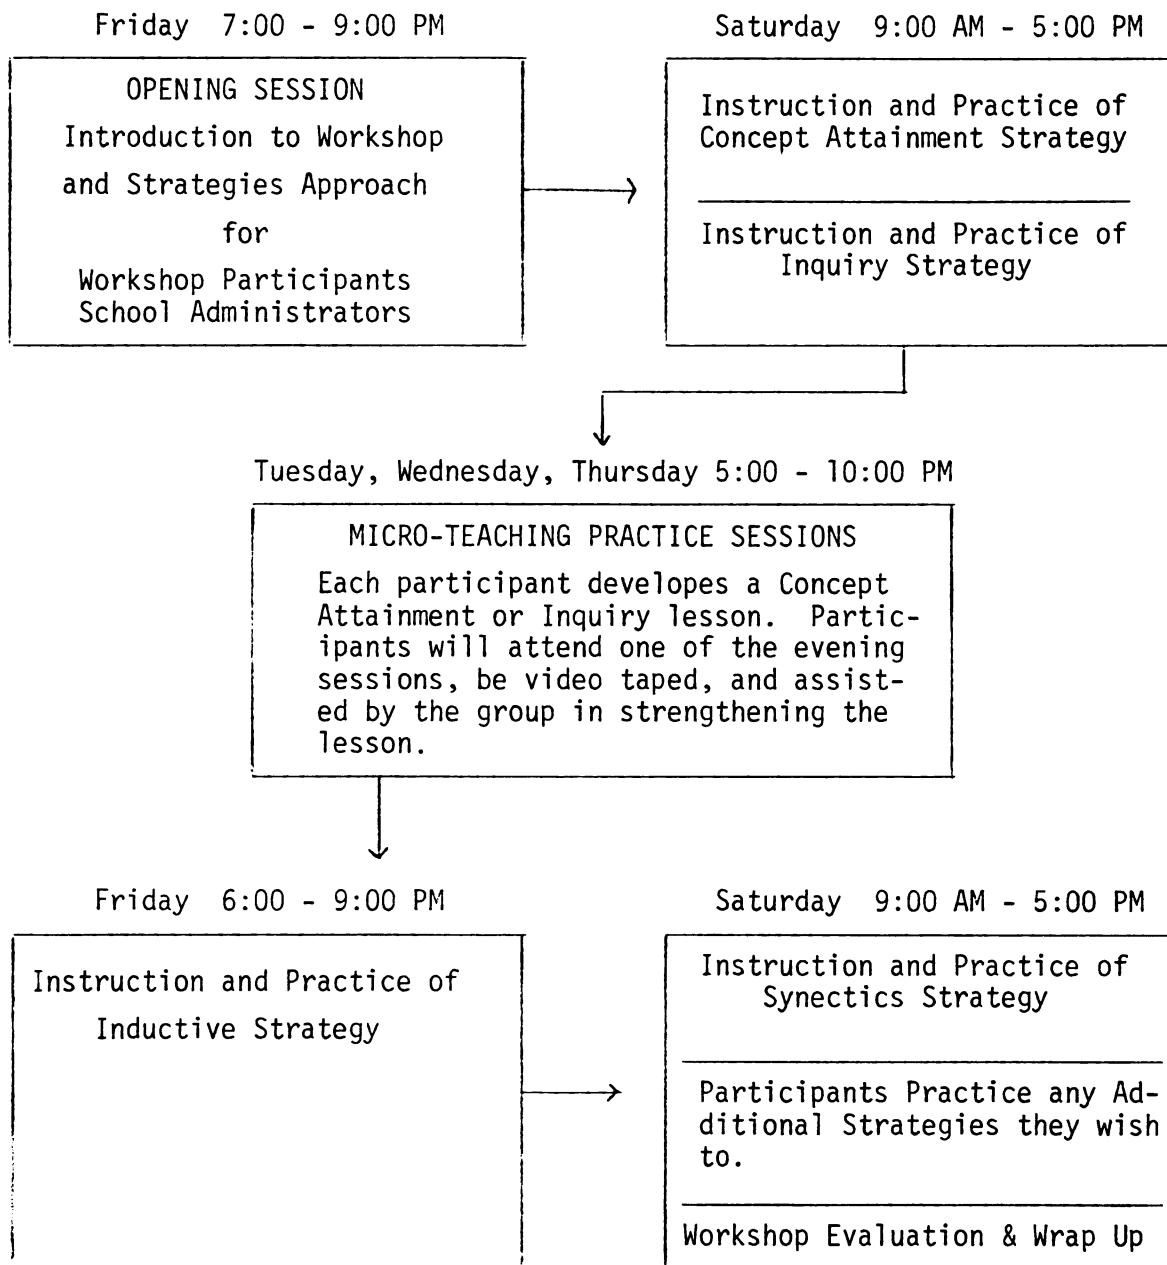 Friday 7:00 - 9:00 PM
OPENING SESSION
Introduction to Workshop
and Strategies Approach
for
Workshop Participants
School Administrators
Saturday 9:00 AM - 5:00 PM
Instruction and Practice of
Concept Attainment Strategy
Instruction and Practice of
Inquiry Strategy
Tuesday, Wednesday, Thursday 5:00 - 10:00 PM
MICRO-TEACHING PRACTICE SESSIONS
Each participant developes a Concept
Attainment or Inquiry lesson. Partic-
ipants will attend one of the evening
sessions, be video taped, and assist-
ed by the group in strengthening the
lesson.
Friday 6:00 - 9:00 PM
Instruction and Practice of
Inductive Strategy
Saturday 9:00 AM - 5:00 PM
Instruction and Practice of
Synectics Strategy
Participants Practice any Ad-
ditional Strategies they wish
to.
Workshop Evaluation & Wrap Up